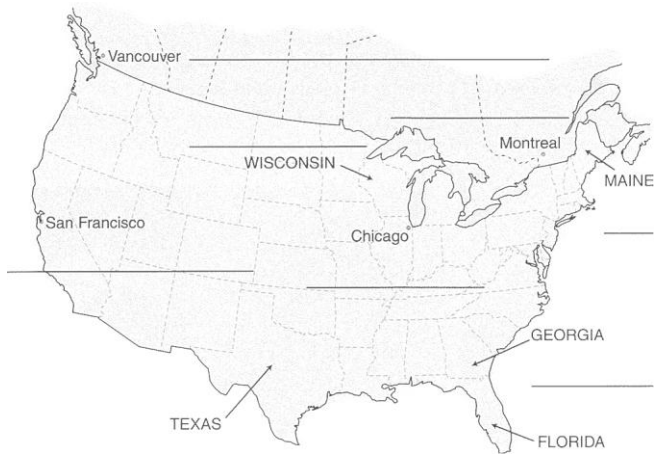 Vancouver
Montreal
WISCONSIN
MAINE
San Francisco
Chicago
GEORGIA
TEXAS
FLORIDA